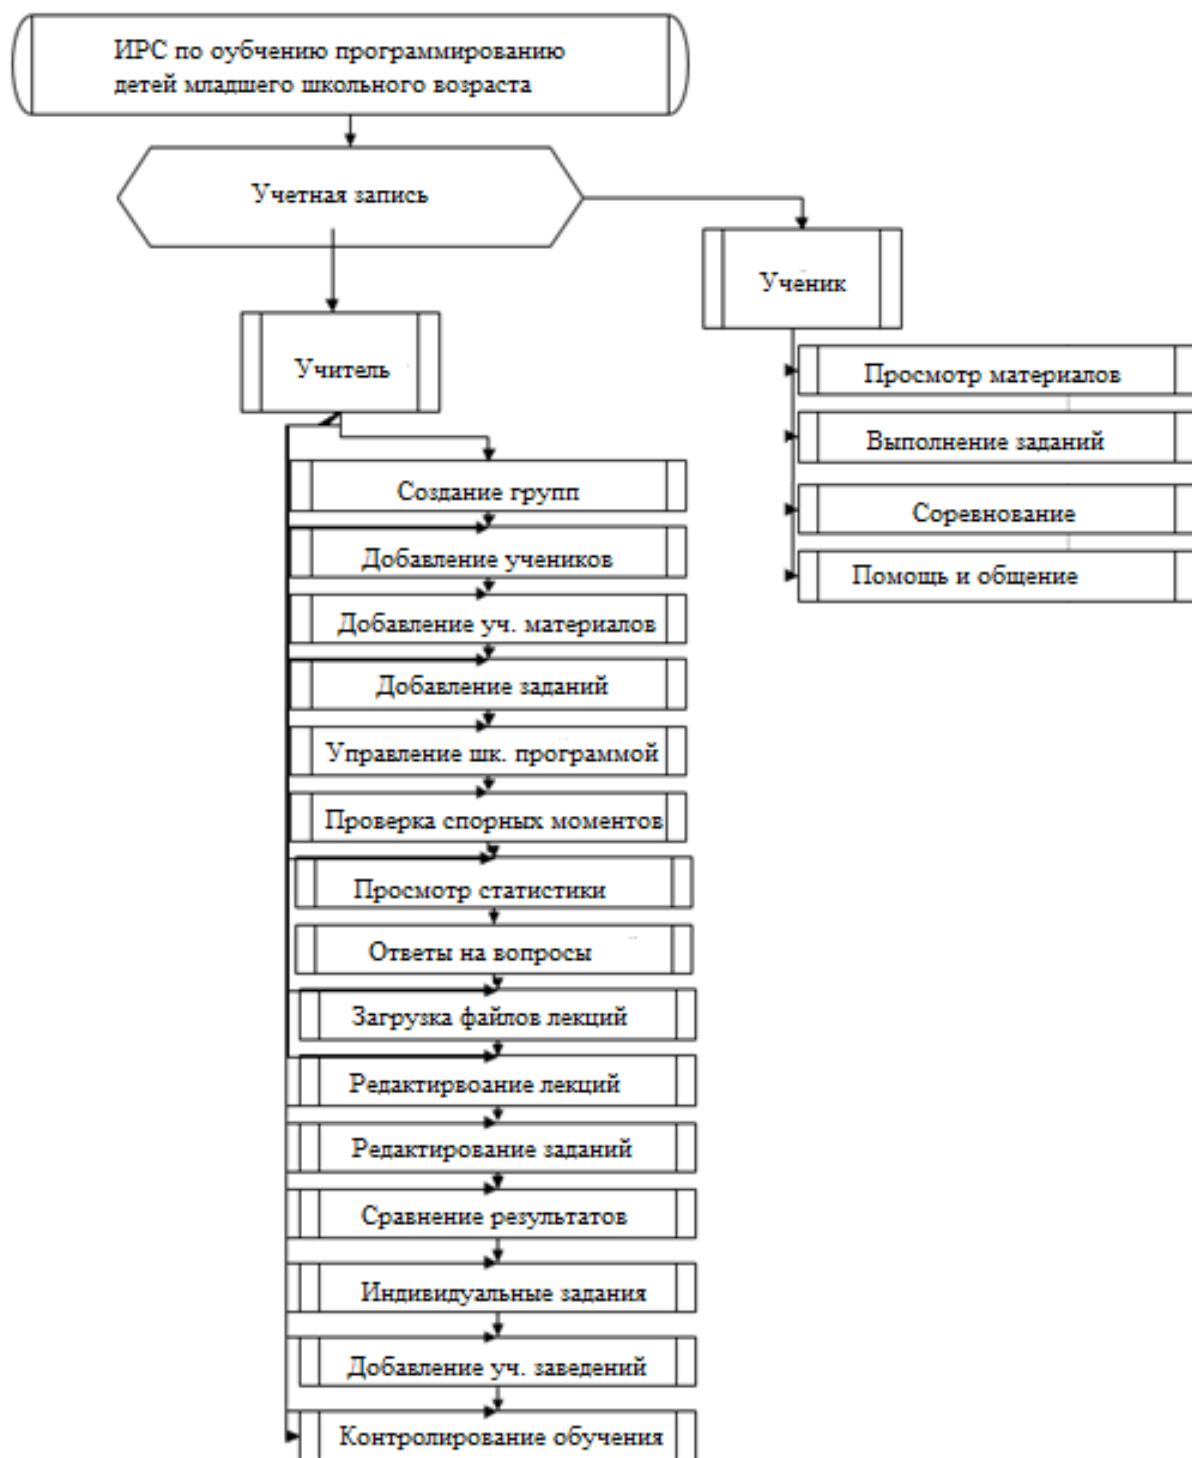 ИРС по оубчению программированию
детей младшего школьного возраста
Учетная запись
Ученик
Учитель
Просмотр материалов
Выполнение заданий
Соревнование
Помощь и общение
Создание групп
Добавление учеников
Добавление уч. материалов
Добавление заданий
Управление шк. программой
Проверка спорных моментов
Просмотр статистики
Ответы на вопросы
Загрузка файлов лекций
Редактирвоание лекций
Редактирование заданий
Сравнение результатов
Индивидуальные задания
Добавление уч. заведений
Контролирование обучения